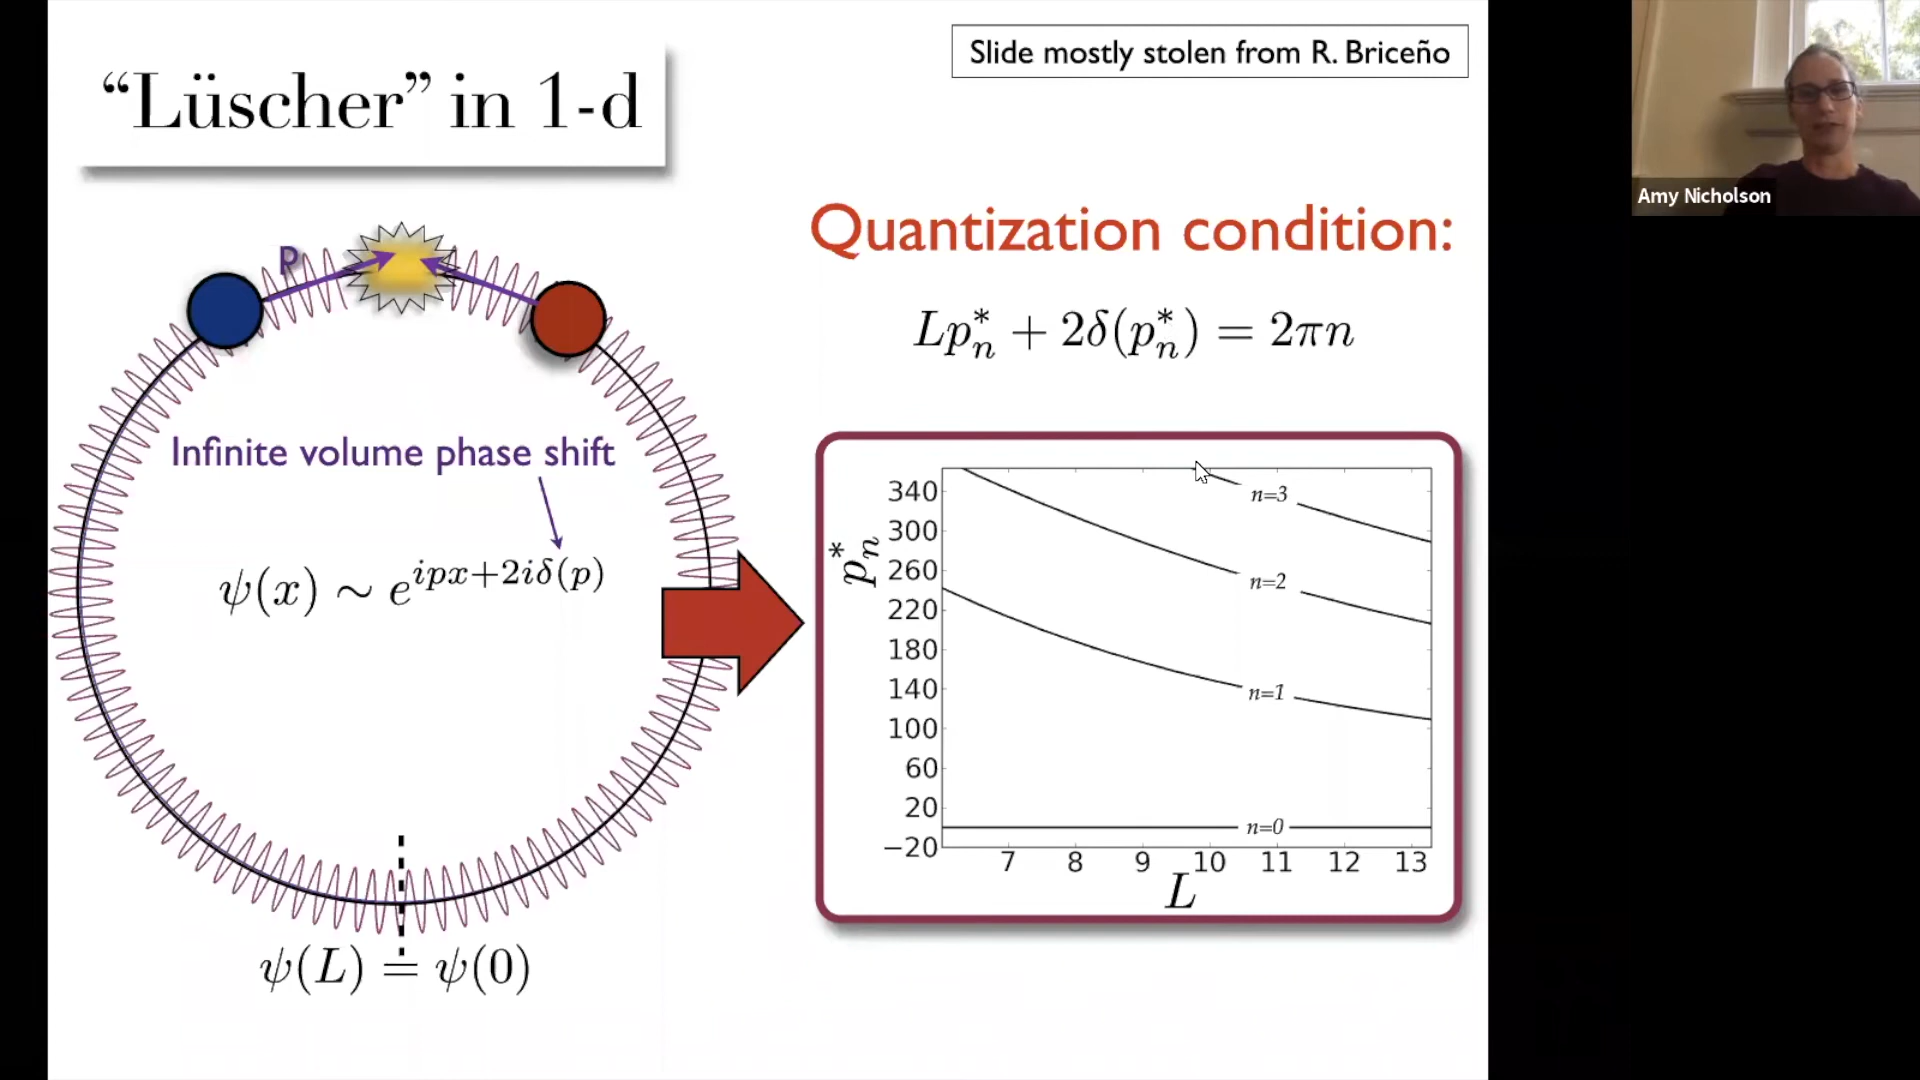 Slide mostly stolen from R. Briceño
“Lüscher” in 1-d
Amy Nicholson
Quantization condition:
P
Lp*ₙ + 2δ(p*ₙ) = 2πn
Infinite volume phase shift
ψ(x) ∼ e^{ipx+2iδ(p)}
p*ₙ
340
300
260
220
180
140
100
60
20
−20
n=3
n=2
n=1
n=0
7 8 9 10 11 12 13
L
ψ(L) = ψ(0)